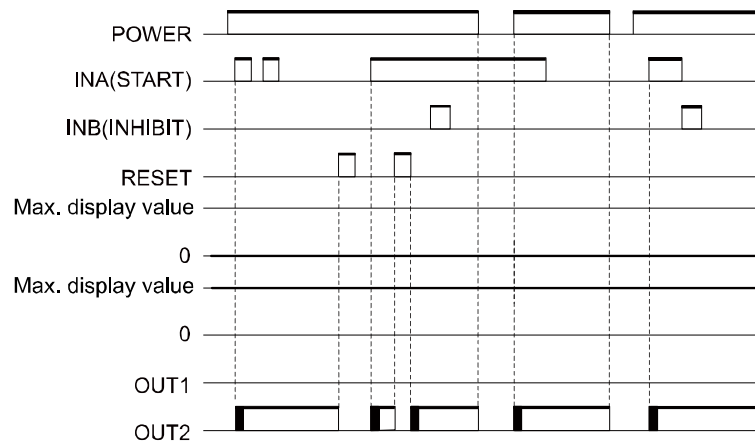 POWER
INA(START)
INB(INHIBIT)
RESET
Max. display value
0
Max. display value
0
OUT1
OUT2